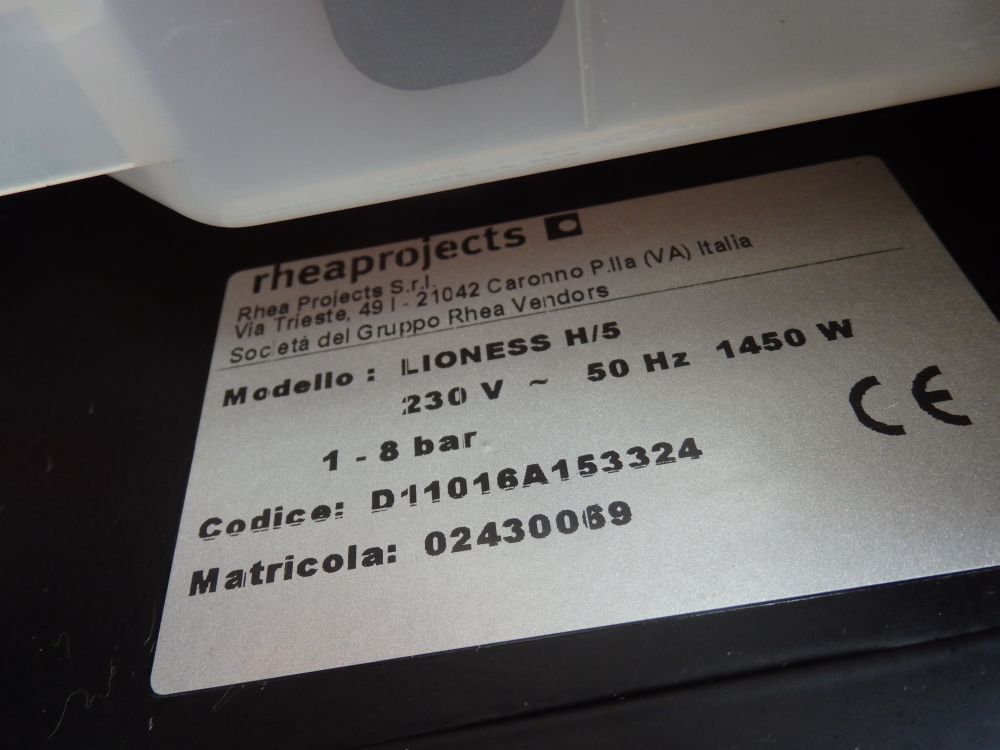 rheaprojects
Rhea Projects S.r.l.
Via Trieste, 49 I - 21042 Caronno P.lla (VA) Italia
Società del Gruppo Rhea Vendors
Modello : LIONESS H/5
230 V ~ 50 Hz 1450 W
1 - 8 bar
CE
Codice: D11016A153324
Matricola: 02430069